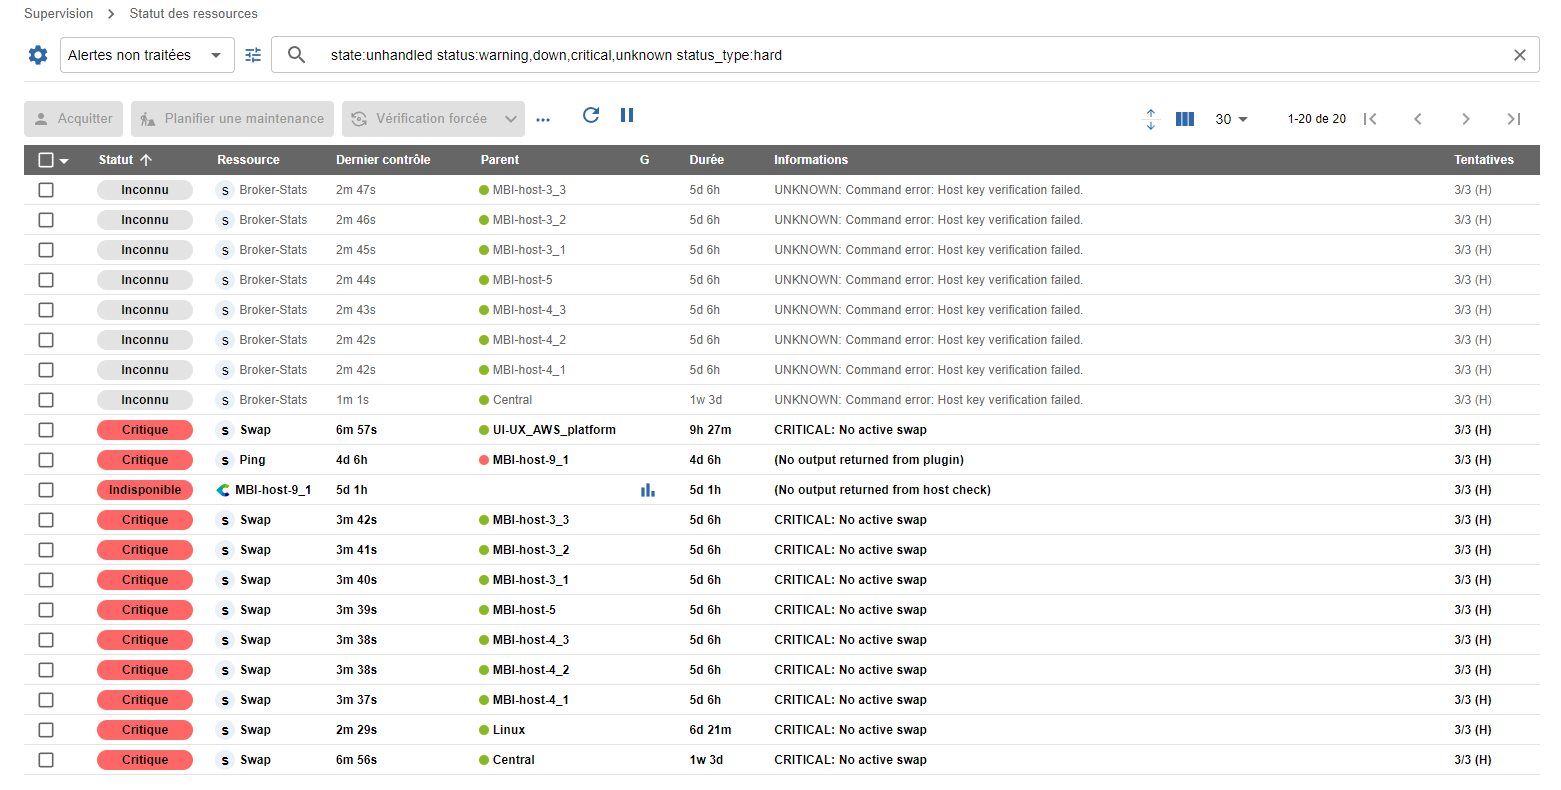 Supervision > Statut des ressources
Alertes non traitées state:unhandled status:warning,down,critical,unknown status_type:hard
Acquitter Planifier une maintenance Vérification forcée ... 30 1-20 de 20
Statut Ressource Dernier contrôle Parent G Durée Informations Tentatives
Inconnu S Broker-Stats 2m 47s MBI-host-3_3 5d 6h UNKNOWN: Command error: Host key verification failed. 3/3 (H)
Inconnu S Broker-Stats 2m 46s MBI-host-3_2 5d 6h UNKNOWN: Command error: Host key verification failed. 3/3 (H)
Inconnu S Broker-Stats 2m 45s MBI-host-3_1 5d 6h UNKNOWN: Command error: Host key verification failed. 3/3 (H)
Inconnu S Broker-Stats 2m 44s MBI-host-5 5d 6h UNKNOWN: Command error: Host key verification failed. 3/3 (H)
Inconnu S Broker-Stats 2m 43s MBI-host-4_3 5d 6h UNKNOWN: Command error: Host key verification failed. 3/3 (H)
Inconnu S Broker-Stats 2m 42s MBI-host-4_2 5d 6h UNKNOWN: Command error: Host key verification failed. 3/3 (H)
Inconnu S Broker-Stats 2m 42s MBI-host-4_1 5d 6h UNKNOWN: Command error: Host key verification failed. 3/3 (H)
Inconnu S Broker-Stats 1m 1s Central 1w 3d UNKNOWN: Command error: Host key verification failed. 3/3 (H)
Critique S Swap 6m 57s UI-UX_AWS_platform 9h 27m CRITICAL: No active swap 3/3 (H)
Critique S Ping 4d 6h MBI-host-9_1 4d 6h (No output returned from plugin) 3/3 (H)
Indisponible MBI-host-9_1 5d 1h 5d 1h (No output returned from host check) 3/3 (H)
Critique S Swap 3m 42s MBI-host-3_3 5d 6h CRITICAL: No active swap 3/3 (H)
Critique S Swap 3m 41s MBI-host-3_2 5d 6h CRITICAL: No active swap 3/3 (H)
Critique S Swap 3m 40s MBI-host-3_1 5d 6h CRITICAL: No active swap 3/3 (H)
Critique S Swap 3m 39s MBI-host-5 5d 6h CRITICAL: No active swap 3/3 (H)
Critique S Swap 3m 38s MBI-host-4_3 5d 6h CRITICAL: No active swap 3/3 (H)
Critique S Swap 3m 38s MBI-host-4_2 5d 6h CRITICAL: No active swap 3/3 (H)
Critique S Swap 3m 37s MBI-host-4_1 5d 6h CRITICAL: No active swap 3/3 (H)
Critique S Swap 2m 29s Linux 6d 21m CRITICAL: No active swap 3/3 (H)
Critique S Swap 6m 56s Central 1w 3d CRITICAL: No active swap 3/3 (H)